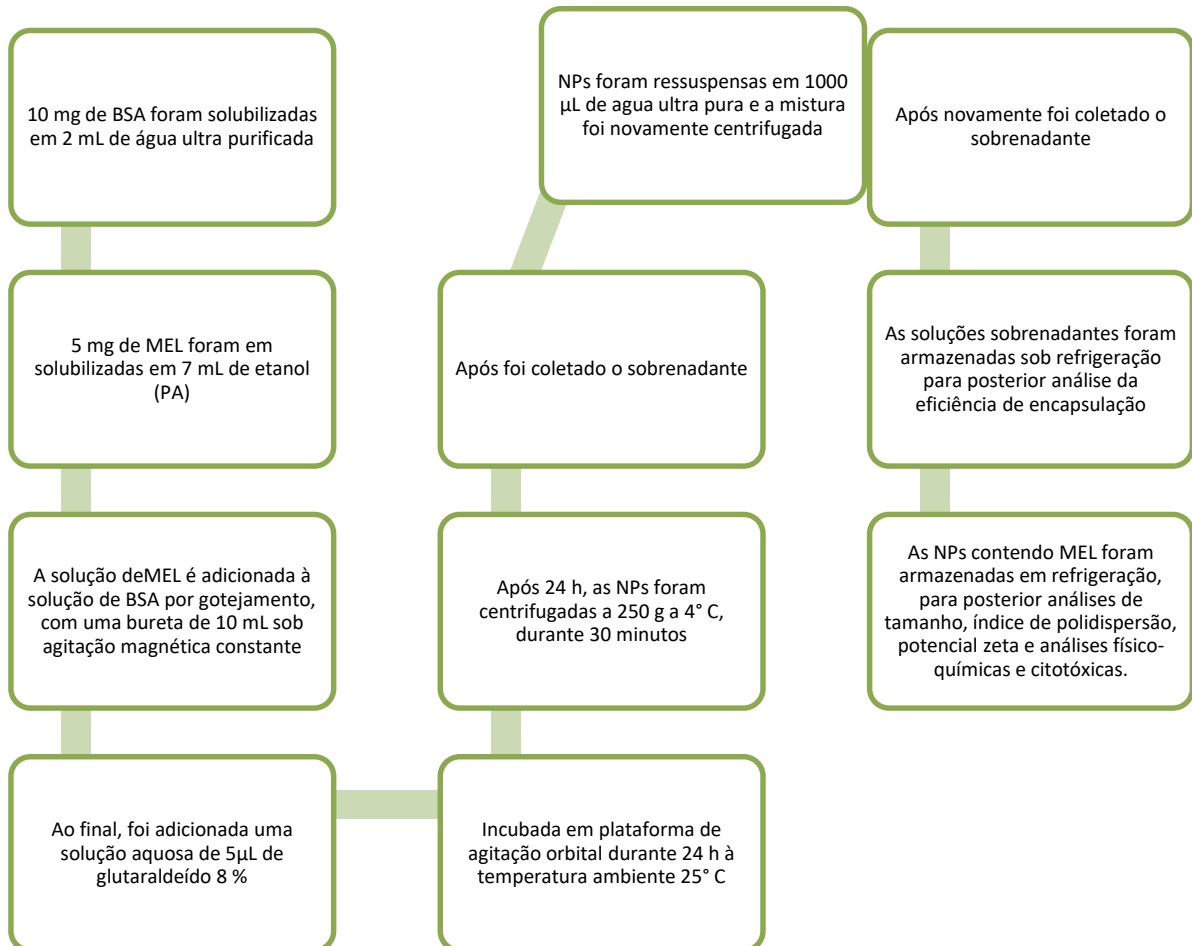 10 mg de BSA foram solubilizadas
em 2 mL de água ultra purificada
5 mg de MEL foram em
solubilizadas em 7 mL de etanol
(PA)
A solução deMEL é adicionada à
solução de BSA por gotejamento,
com uma bureta de 10 mL sob
agitação magnética constante
Ao final, foi adicionada uma
solução aquosa de 5µL de
glutaraldeído 8 %
Incubada em plataforma de
agitação orbital durante 24 h à
temperatura ambiente 25° C
Após 24 h, as NPs foram
centrifugadas a 250 g a 4° C,
durante 30 minutos
Após foi coletado o sobrenadante
NPs foram ressuspensas em 1000
µL de agua ultra pura e a mistura
foi novamente centrifugada
Após novamente foi coletado o
sobrenadante
As soluções sobrenadantes foram
armazenadas sob refrigeração
para posterior análise da
eficiência de encapsulação
As NPs contendo MEL foram
armazenadas em refrigeração,
para posterior análises de
tamanho, índice de polidispersão,
potencial zeta e análises físico-
químicas e citotóxicas.